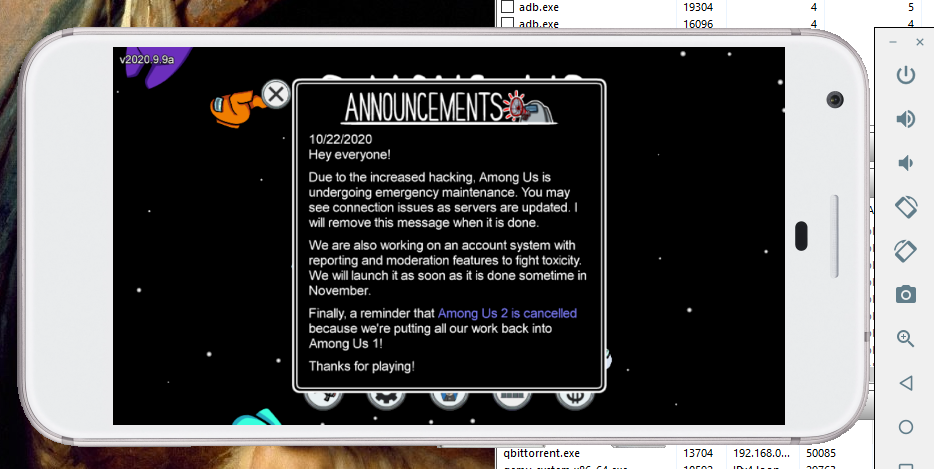 adb.exe 19304 4 5
adb.exe 16096 4 4
v2020.9.9a
ANNOUNCEMENTS
10/22/2020
Hey everyone!
Due to the increased hacking, Among Us is
undergoing emergency maintenance. You may
see connection issues as servers are updated. I
will remove this message when it is done.
We are also working on an account system with
reporting and moderation features to fight toxicity.
We will launch it as soon as it is done sometime in
November.
Finally, a reminder that Among Us 2 is cancelled
because we're putting all our work back into
Among Us 1!
Thanks for playing!
qbittorrent.exe 13704 192.168.0... 50085